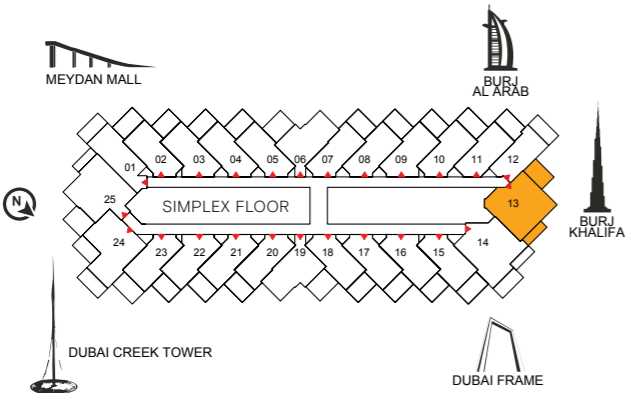 MEYDAN MALL
BURJ
AL ARAB
01 02 03 04 05 06 07 08 09 10 11 12
N
25
SIMPLEX FLOOR
13
BURJ
KHALIFA
24 23 22 21 20 19 18 17 16 15 14
DUBAI CREEK TOWER
DUBAI FRAME